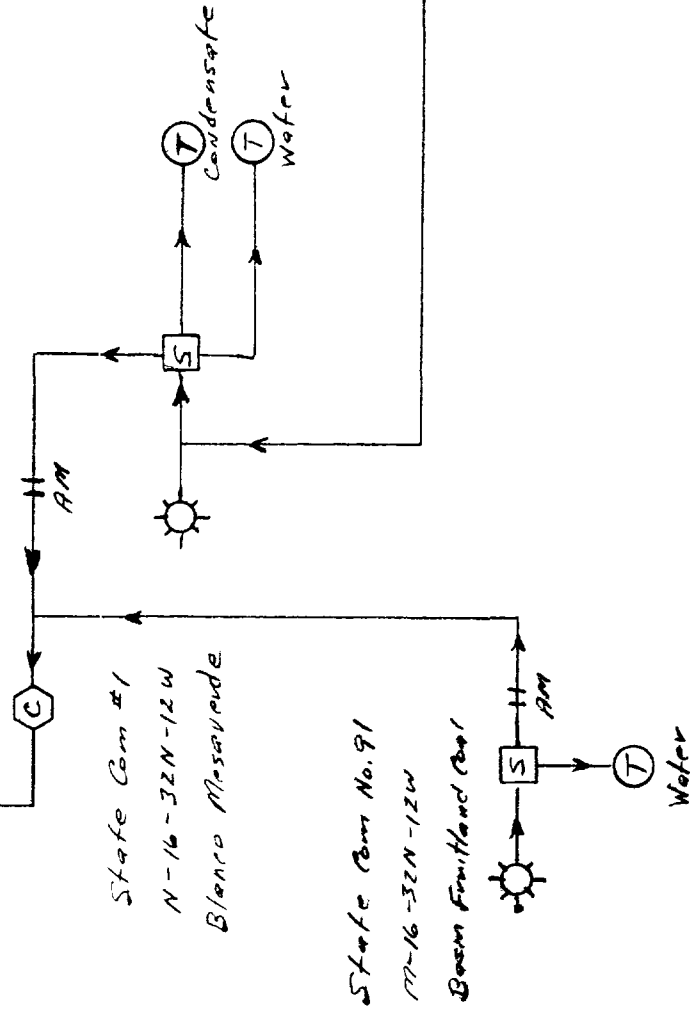 Condensate
T
T
Water
S
AM
C
State Com #1
N-16-32N-12W
Blanco Mesaverde
State Com No. 91
M-16-32N-12W
Basin Fruitland Coal
S
AM
T
Water